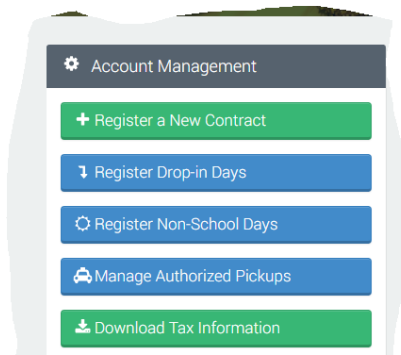 Account Management
Register a New Contract
Register Drop-in Days
Register Non-School Days
Manage Authorized Pickups
Download Tax Information